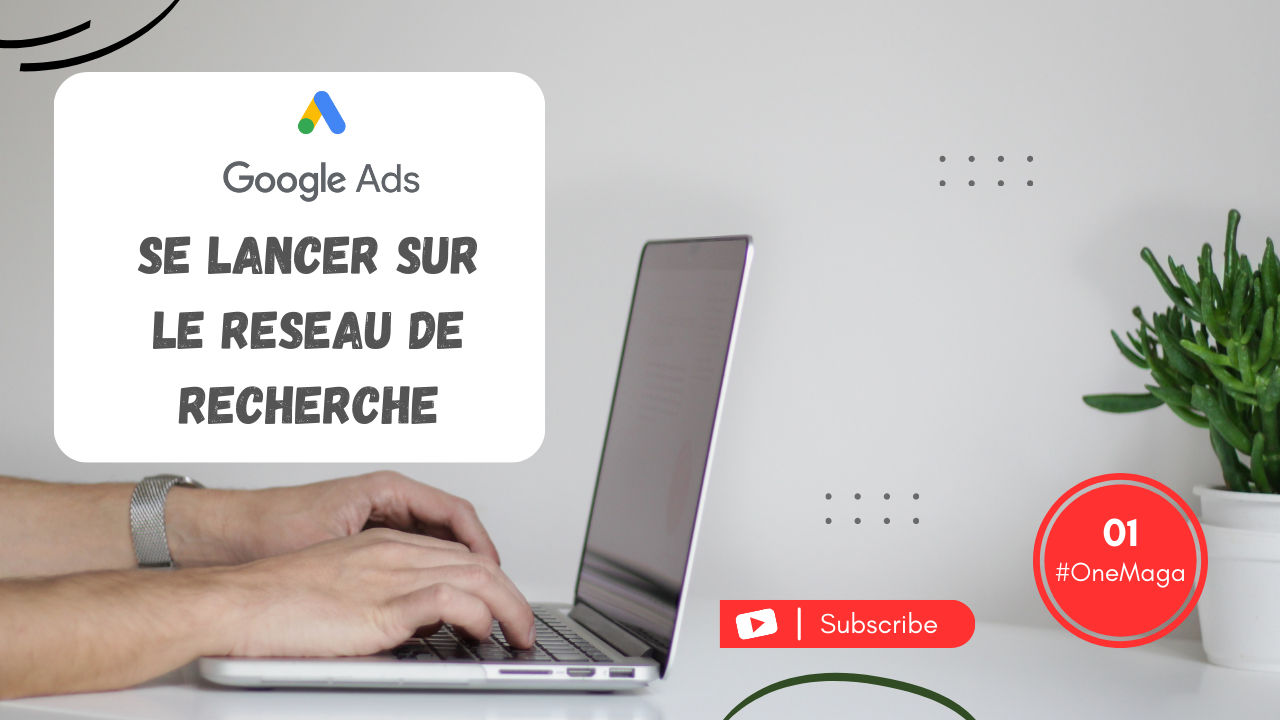 Google Ads
SE LANCER SUR
LE RESEAU DE
RECHERCHE
Subscribe
01
#OneMaga